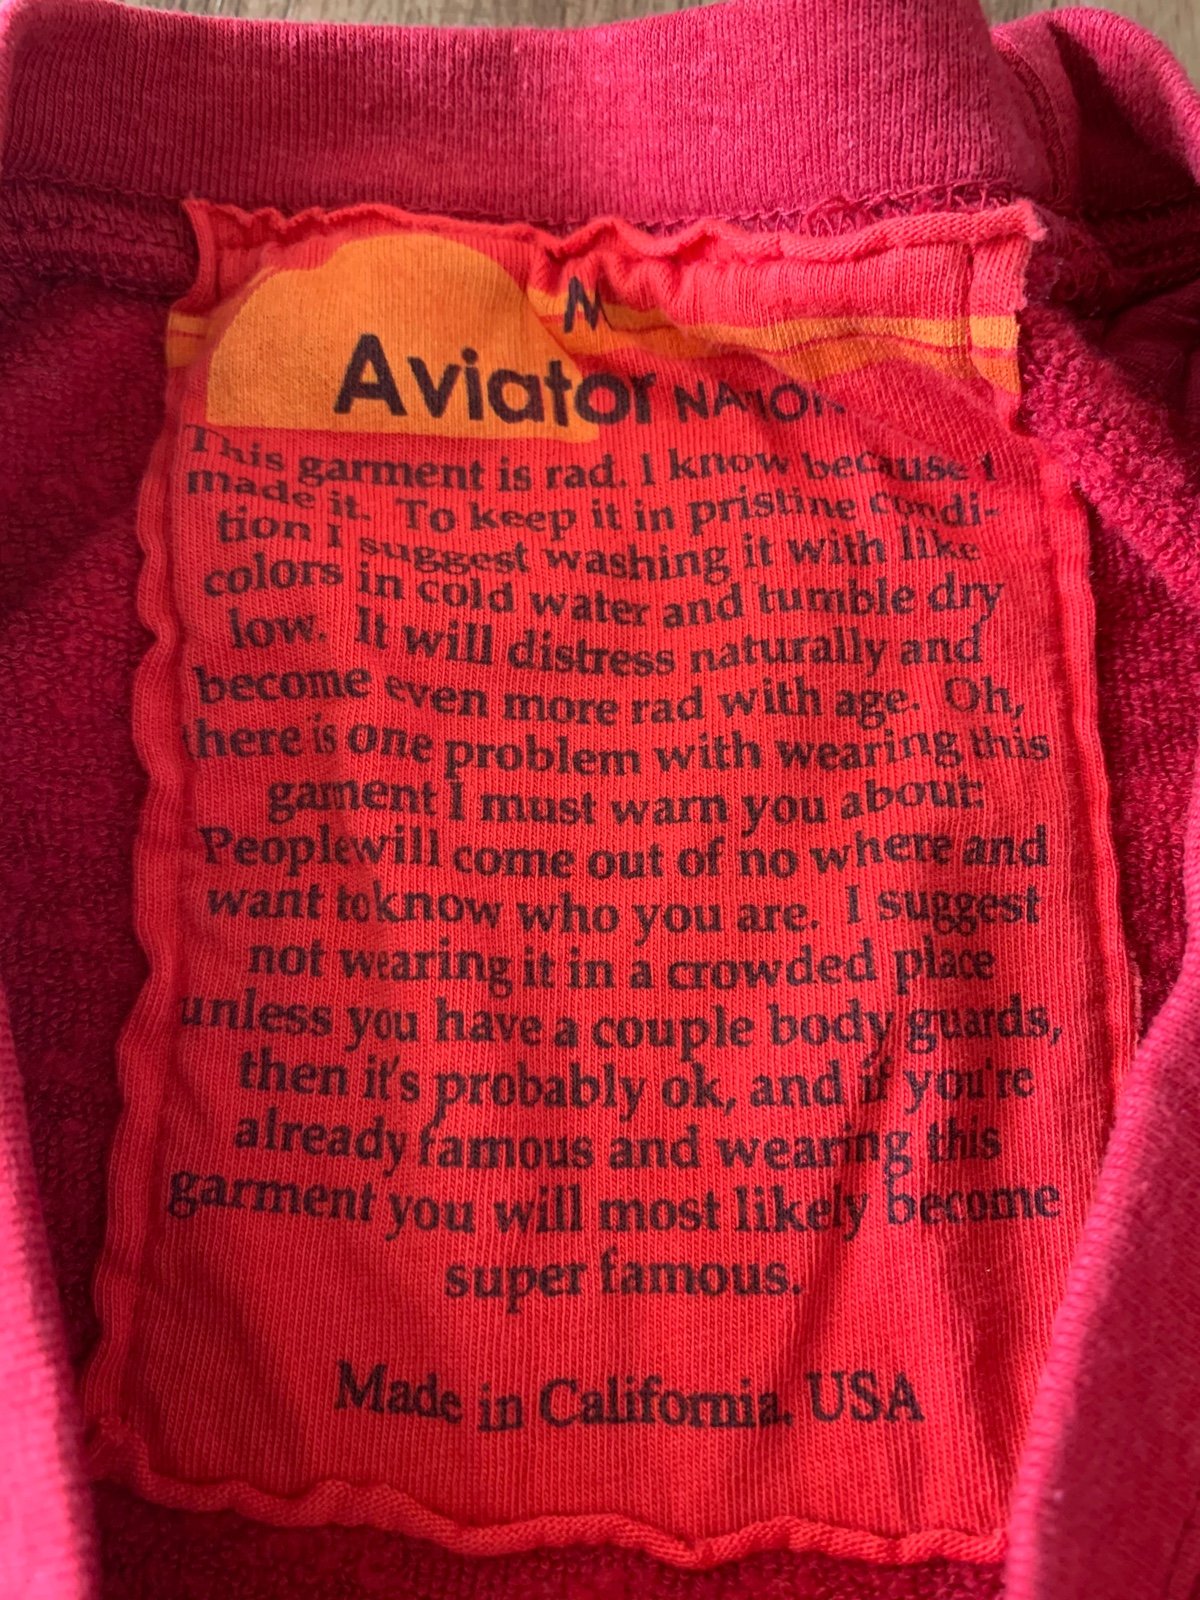 M
Aviator NATION
This garment is rad. I know because I
made it. To keep it in pristine condi-
tion I suggest washing it with like
colors in cold water and tumble dry
low. It will distress naturally and
become even more rad with age. Oh,
there is one problem with wearing this
garment I must warn you about:
People will come out of no where and
want to know who you are. I suggest
not wearing it in a crowded place
unless you have a couple body guards,
then it's probably ok, and if you're
already famous and wearing this
garment you will most likely become
super famous.
Made in California, USA